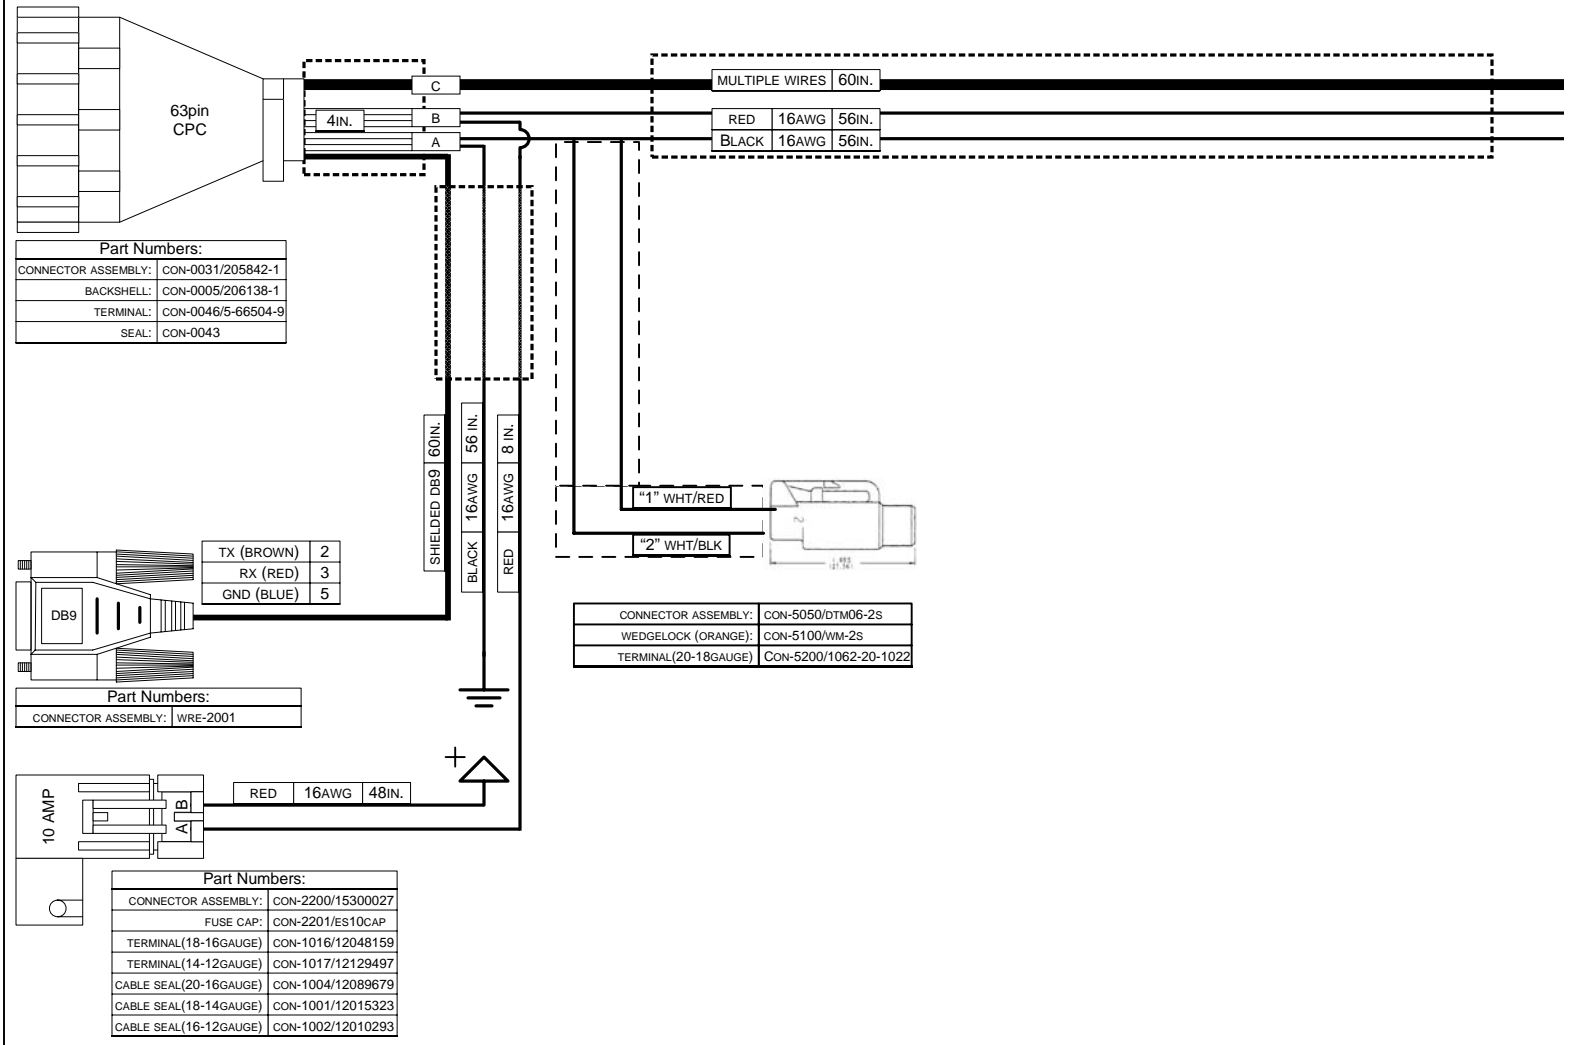 63pin
CPC
4IN.
C
B
A
MULTIPLE WIRES 60IN.
RED 16AWG 56IN.
BLACK 16AWG 56IN.
Part Numbers:
CONNECTOR ASSEMBLY: CON-0031/205842-1
BACKSHELL: CON-0005/206138-1
TERMINAL: CON-0046/5-66504-9
SEAL: CON-0043
SHIELDED DB9 60IN.
BLACK 16AWG 56 IN.
RED 16AWG 8 IN.
"1" WHT/RED
"2" WHT/BLK
2
CONNECTOR ASSEMBLY: CON-5050/DTM06-2S
WEDGELOCK (ORANGE): CON-5100/WM-2S
TERMINAL(20-18GAUGE) CON-5200/1062-20-1022
DB9
TX (BROWN) 2
RX (RED) 3
GND (BLUE) 5
Part Numbers:
CONNECTOR ASSEMBLY: WRE-2001
+
10 AMP
A B
RED 16AWG 48IN.
Part Numbers:
CONNECTOR ASSEMBLY: CON-2200/15300027
FUSE CAP: CON-2201/ES10CAP
TERMINAL(18-16GAUGE) CON-1016/12048159
TERMINAL(14-12GAUGE) CON-1017/12129497
CABLE SEAL(20-16GAUGE) CON-1004/12089679
CABLE SEAL(18-14GAUGE) CON-1001/12015323
CABLE SEAL(16-12GAUGE) CON-1002/12010293